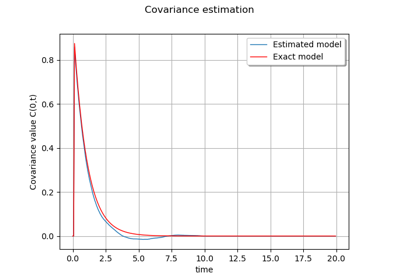 Covariance estimation
Estimated model
Exact model
0.8
0.6
0.4
0.2
0.0
Covariance value C(0,t)
0.0 2.5 5.0 7.5 10.0 12.5 15.0 17.5 20.0
time